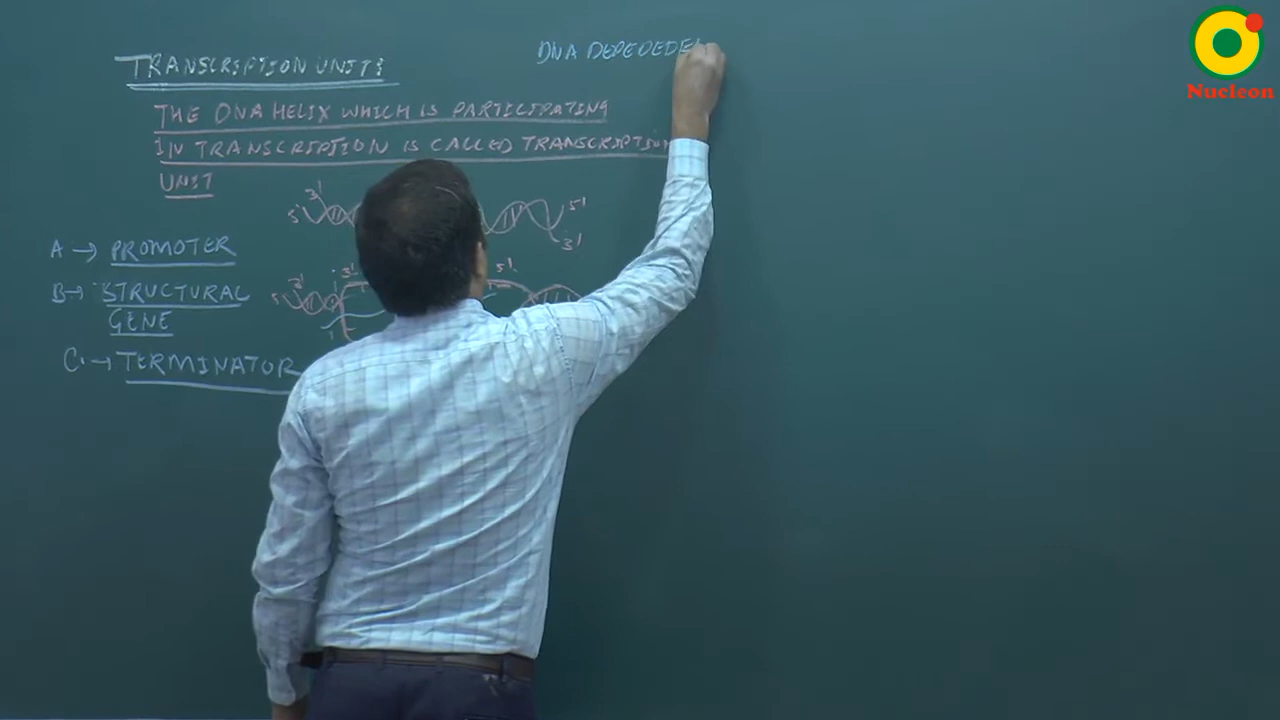 TRANSCRIPTION UNIT:
DNA DEPEDEDE
THE DNA HELIX WHICH IS PARTICIPATING
IN TRANSCRIPTION IS CALLED TRANSCRIPTION
UNIT
3'
5'
5'
3'
A → PROMOTER
3' 3' 5'
B → STRUCTURAL
GENE
C. → TERMINATOR
Nucleon